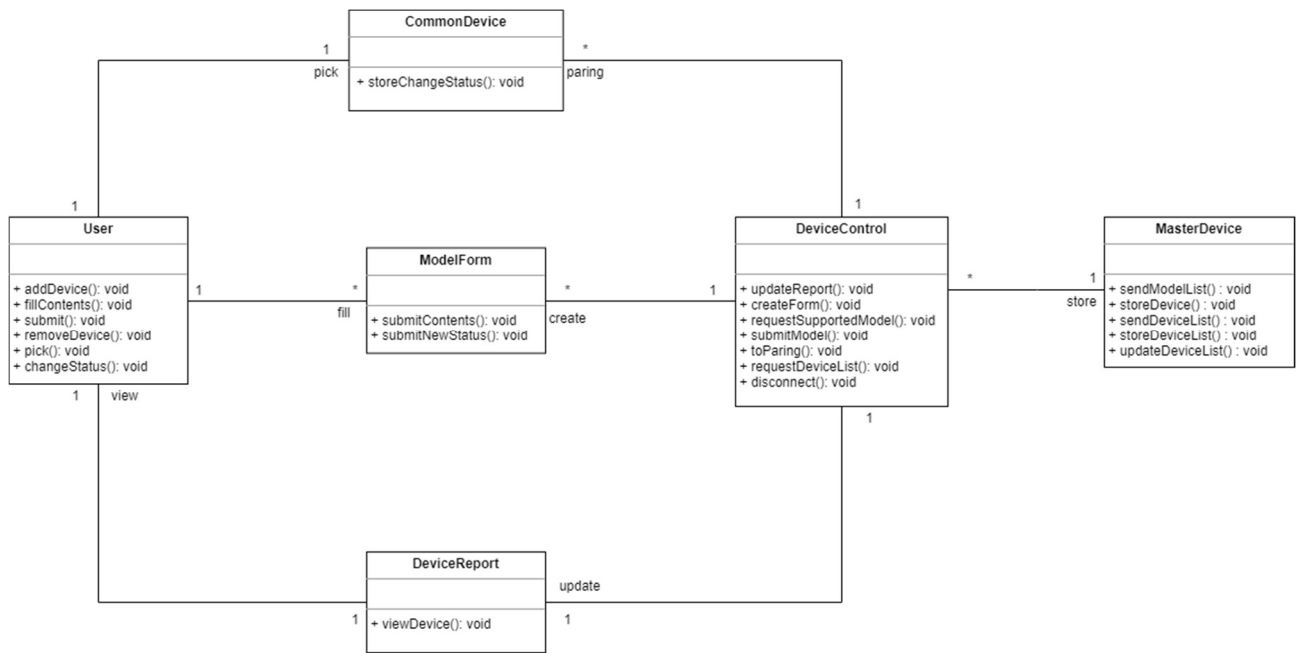 CommonDevice
+ storeChangeStatus(): void
1
pick
*
paring
1
1
User
+ addDevice(): void
+ fillContents(): void
+ submit(): void
+ removeDevice(): void
+ pick(): void
+ changeStatus(): void
1
*
fill
ModelForm
+ submitContents(): void
+ submitNewStatus(): void
*
create
1
DeviceControl
+ updateReport(): void
+ createForm(): void
+ requestSupportedModel(): void
+ submitModel(): void
+ toParing(): void
+ requestDeviceList(): void
+ disconnect(): void
*
1
store
MasterDevice
+ sendModelList() : void
+ storeDevice() : void
+ sendDeviceList() : void
+ storeDeviceList() : void
+ updateDeviceList() : void
1
view
1
DeviceReport
+ viewDevice(): void
1
update
1